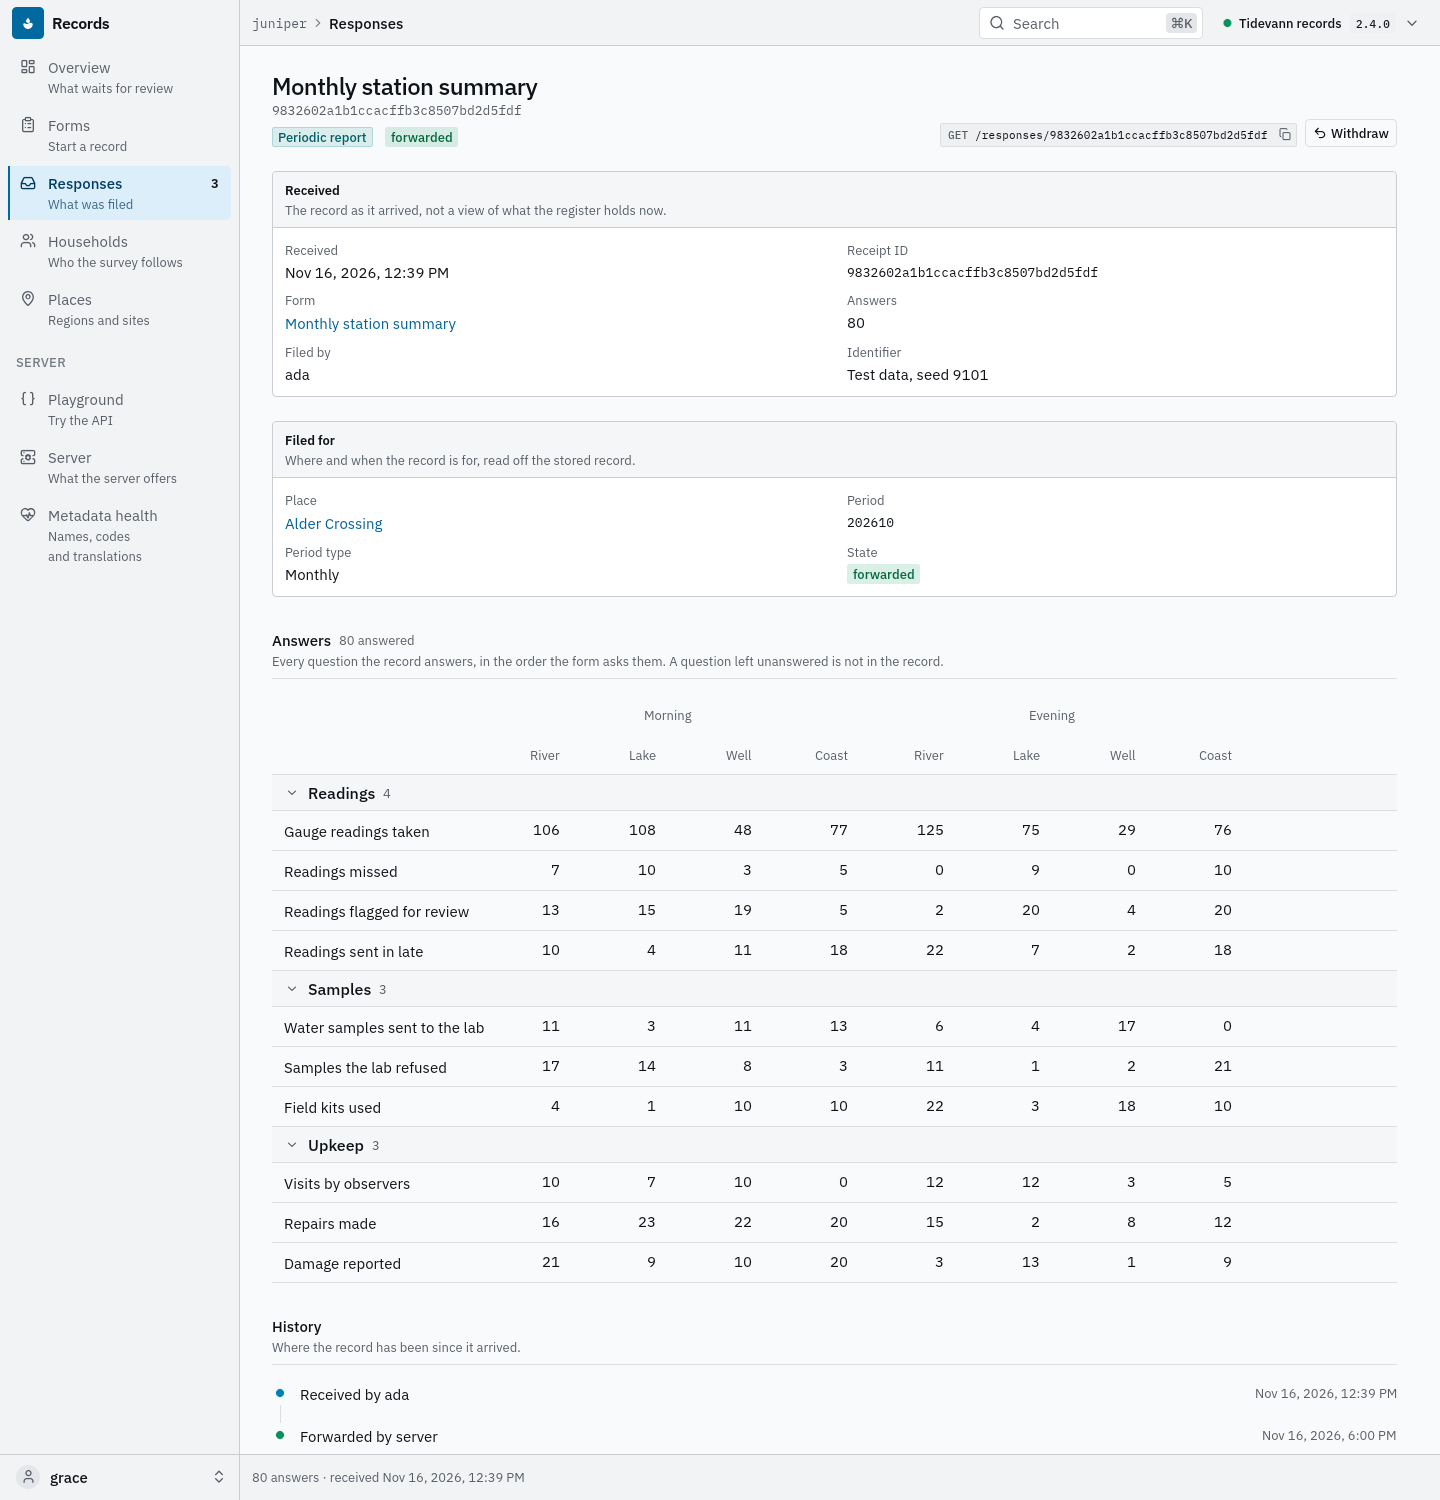 Records
Overview
What waits for review
Forms
Start a record
Responses 3
What was filed
Households
Who the survey follows
Places
Regions and sites
SERVER
Playground
Try the API
Server
What the server offers
Metadata health
Names, codes
and translations
grace
juniper Responses
Search ⌘K
Tidevann records 2.4.0
Monthly station summary
9832602a1b1ccacffb3c8507bd2d5fdf
Periodic report forwarded
GET /responses/9832602a1b1ccacffb3c8507bd2d5fdf
Withdraw
Received
The record as it arrived, not a view of what the register holds now.
Received
Nov 16, 2026, 12:39 PM
Receipt ID
9832602a1b1ccacffb3c8507bd2d5fdf
Form
Monthly station summary
Answers
80
Filed by
ada
Identifier
Test data, seed 9101
Filed for
Where and when the record is for, read off the stored record.
Place
Alder Crossing
Period
202610
Period type
Monthly
State
forwarded
Answers 80 answered
Every question the record answers, in the order the form asks them. A question left unanswered is not in the record.
Morning Evening
River Lake Well Coast River Lake Well Coast
Readings 4
Gauge readings taken 106 108 48 77 125 75 29 76
Readings missed 7 10 3 5 0 9 0 10
Readings flagged for review 13 15 19 5 2 20 4 20
Readings sent in late 10 4 11 18 22 7 2 18
Samples 3
Water samples sent to the lab 11 3 11 13 6 4 17 0
Samples the lab refused 17 14 8 3 11 1 2 21
Field kits used 4 1 10 10 22 3 18 10
Upkeep 3
Visits by observers 10 7 10 0 12 12 3 5
Repairs made 16 23 22 20 15 2 8 12
Damage reported 21 9 10 20 3 13 1 9
History
Where the record has been since it arrived.
Received by ada Nov 16, 2026, 12:39 PM
Forwarded by server Nov 16, 2026, 6:00 PM
80 answers · received Nov 16, 2026, 12:39 PM